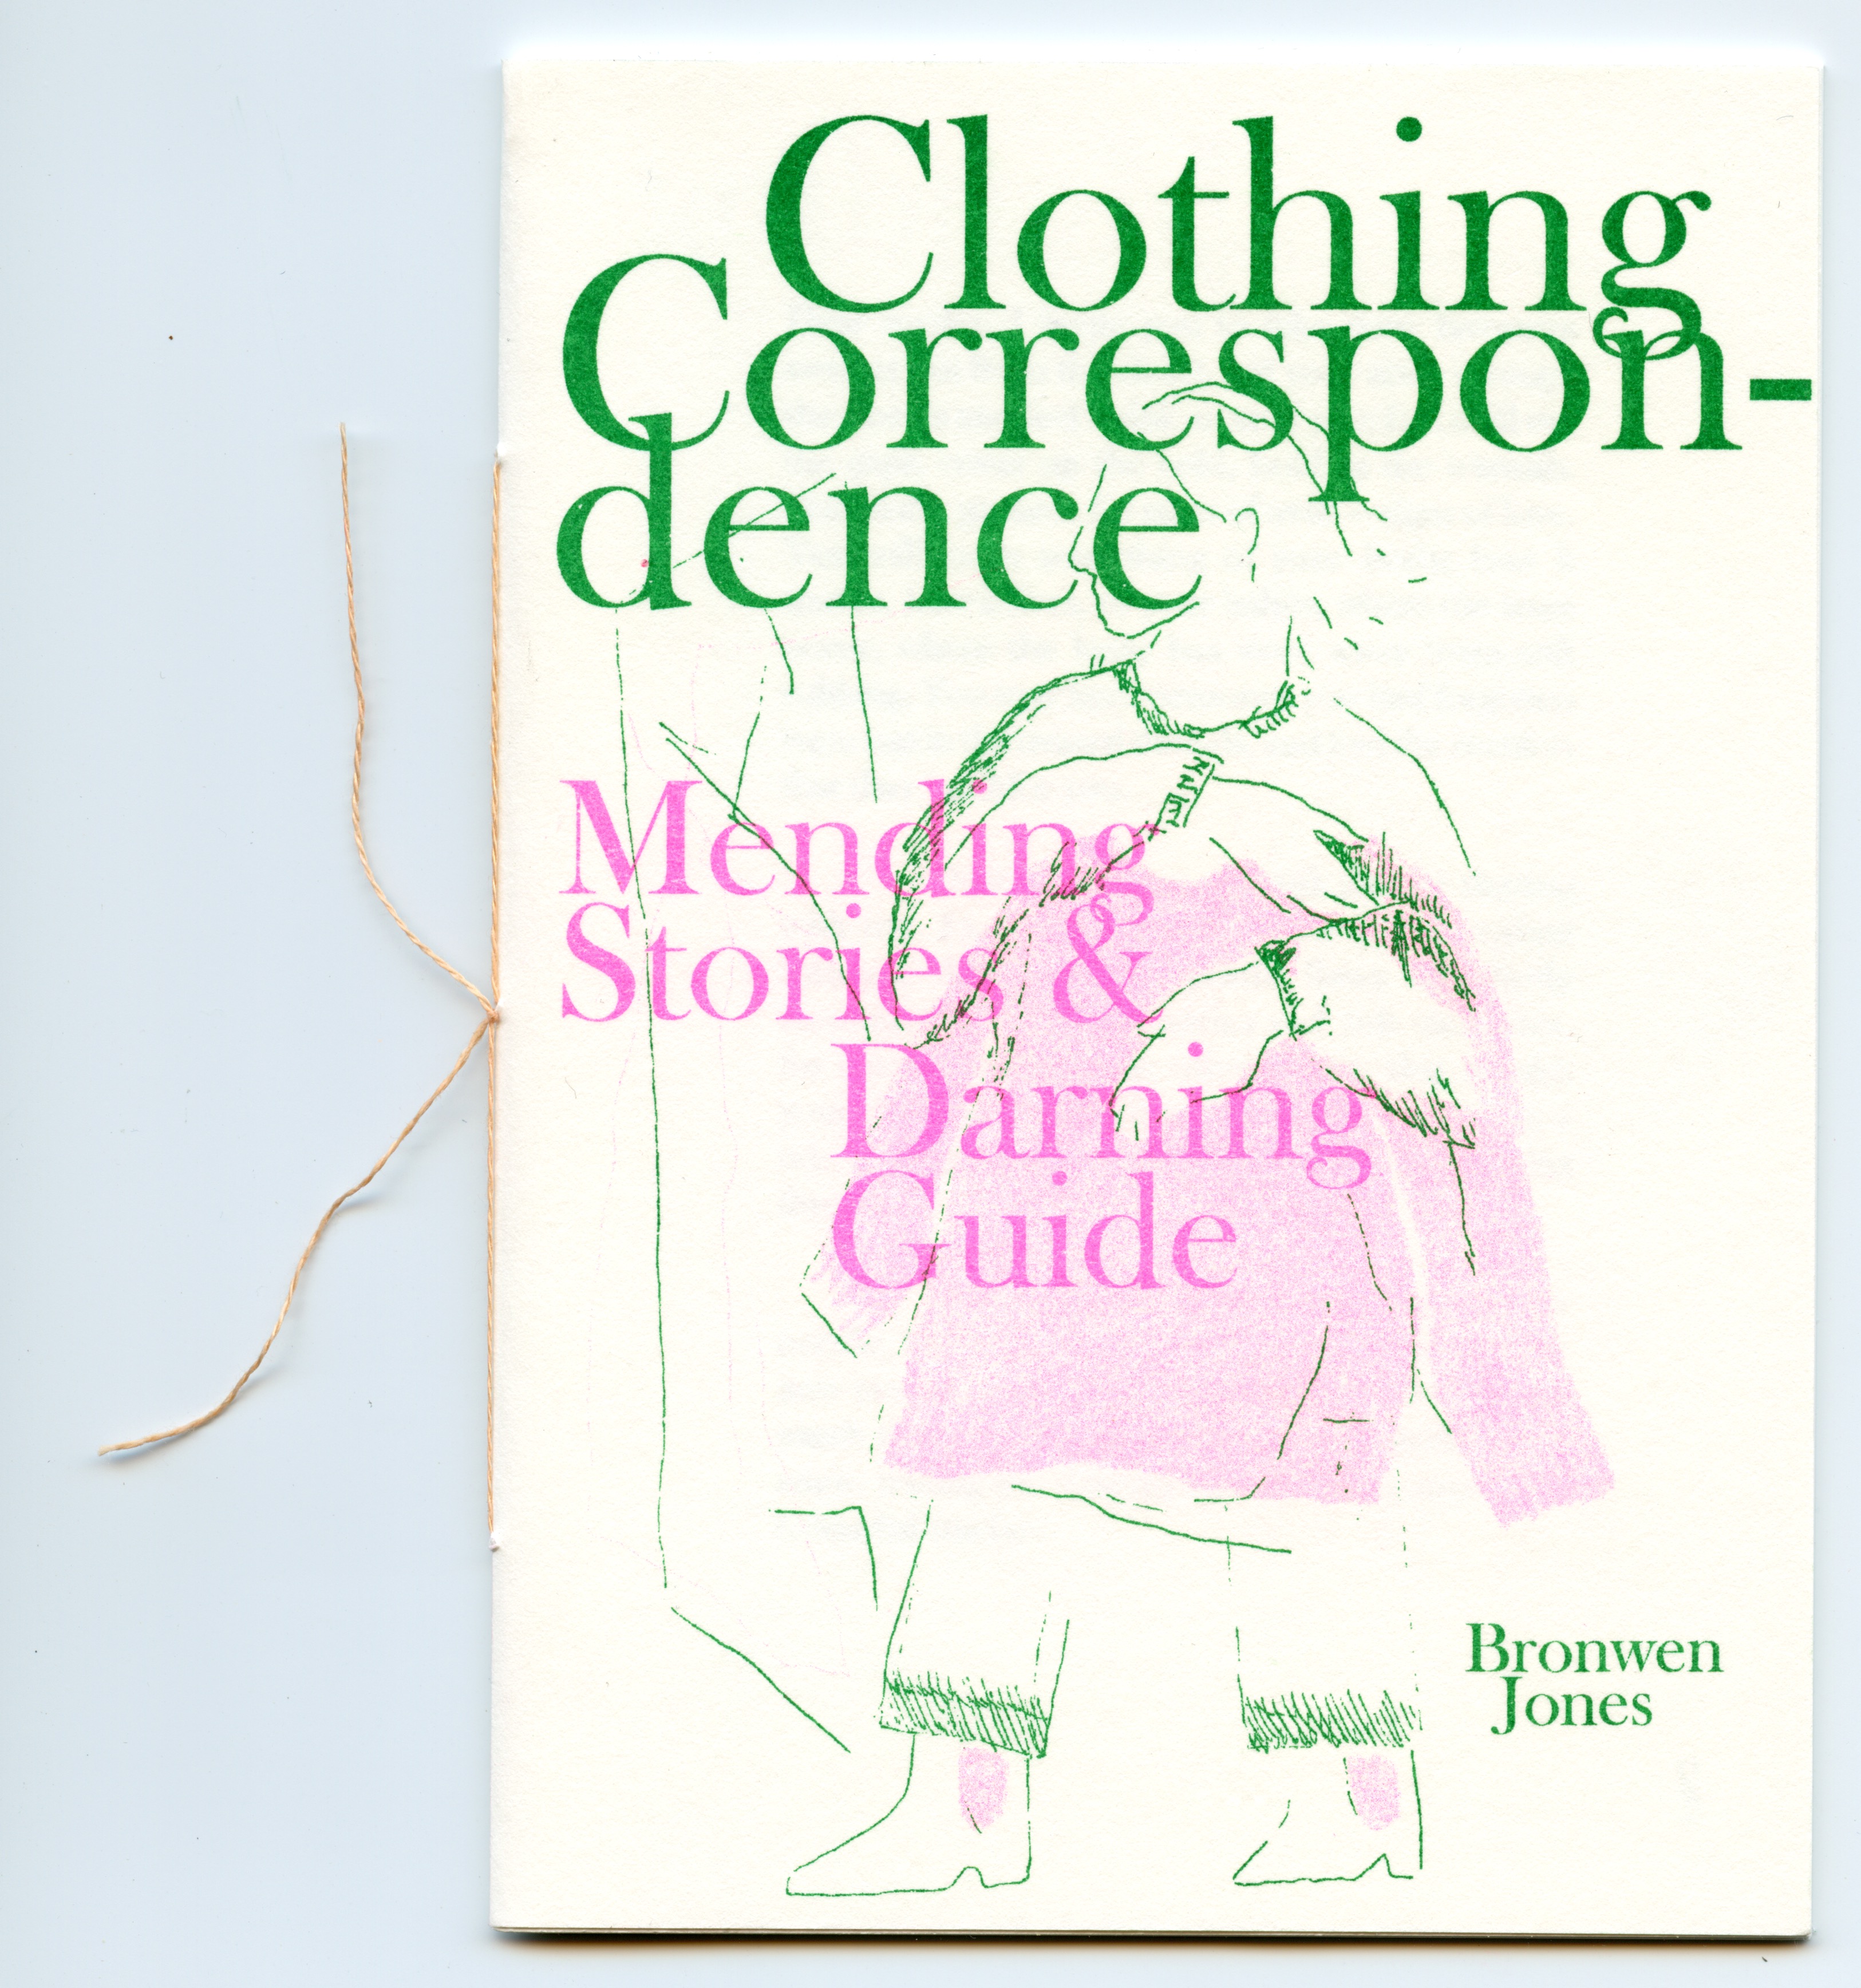 Clothing
Correspon-
dence
Mending
Stories &
Darning
Guide
Bronwen
Jones